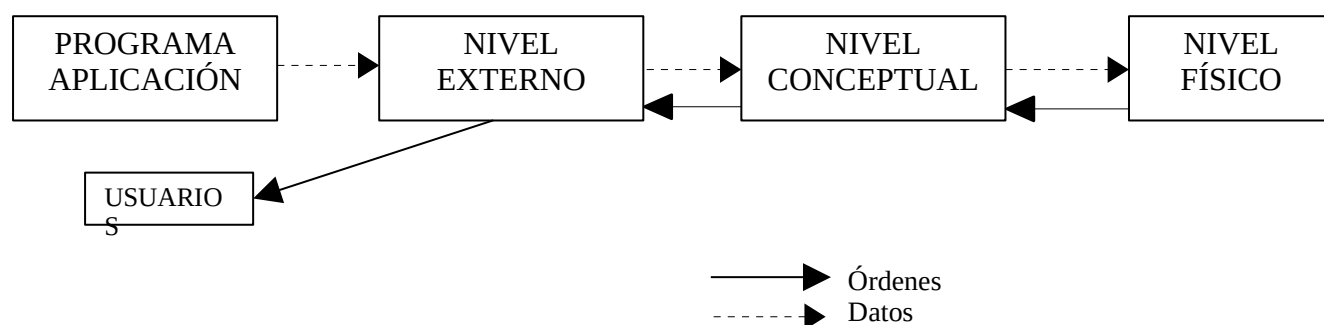 PROGRAMA
APLICACIÓN
NIVEL
EXTERNO
NIVEL
CONCEPTUAL
NIVEL
FÍSICO
USUARIO
S
Órdenes
Datos